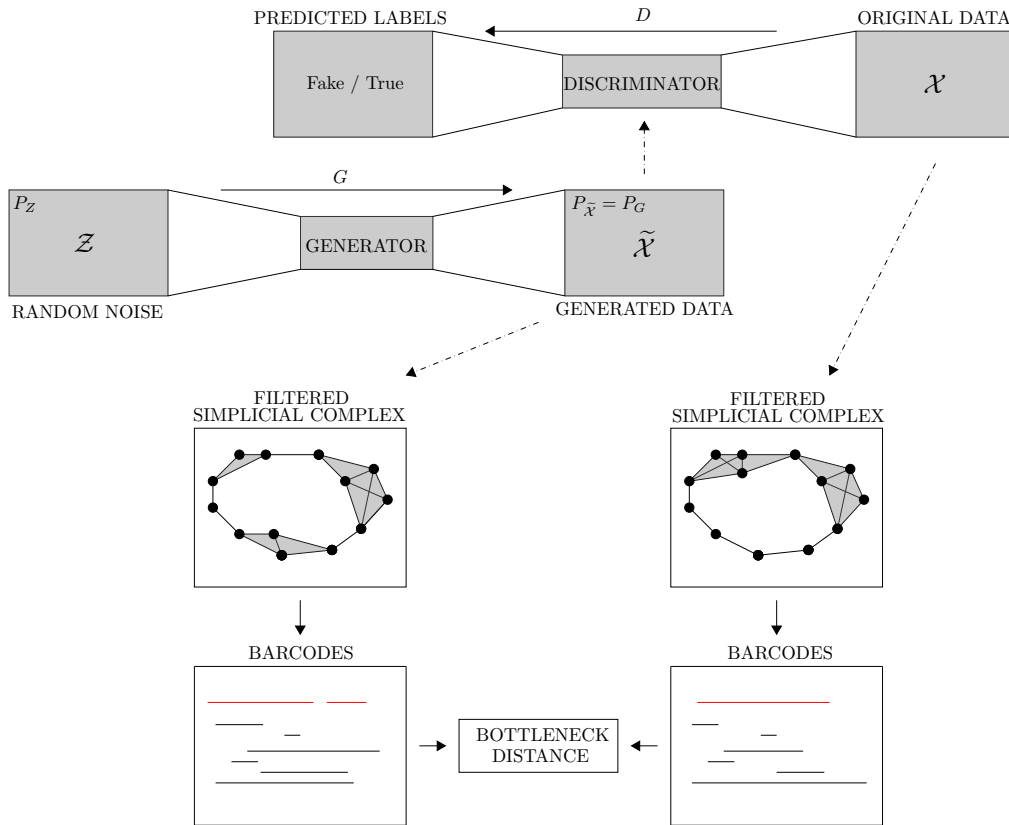 PREDICTED LABELS
D
ORIGINAL DATA
Fake / True
DISCRIMINATOR
𝒳
G
P_Z
𝒵
GENERATOR
P_𝒳̃ = P_G
𝒳̃
RANDOM NOISE
GENERATED DATA
FILTERED
SIMPLICIAL COMPLEX
FILTERED
SIMPLICIAL COMPLEX
BARCODES
BARCODES
BOTTLENECK
DISTANCE